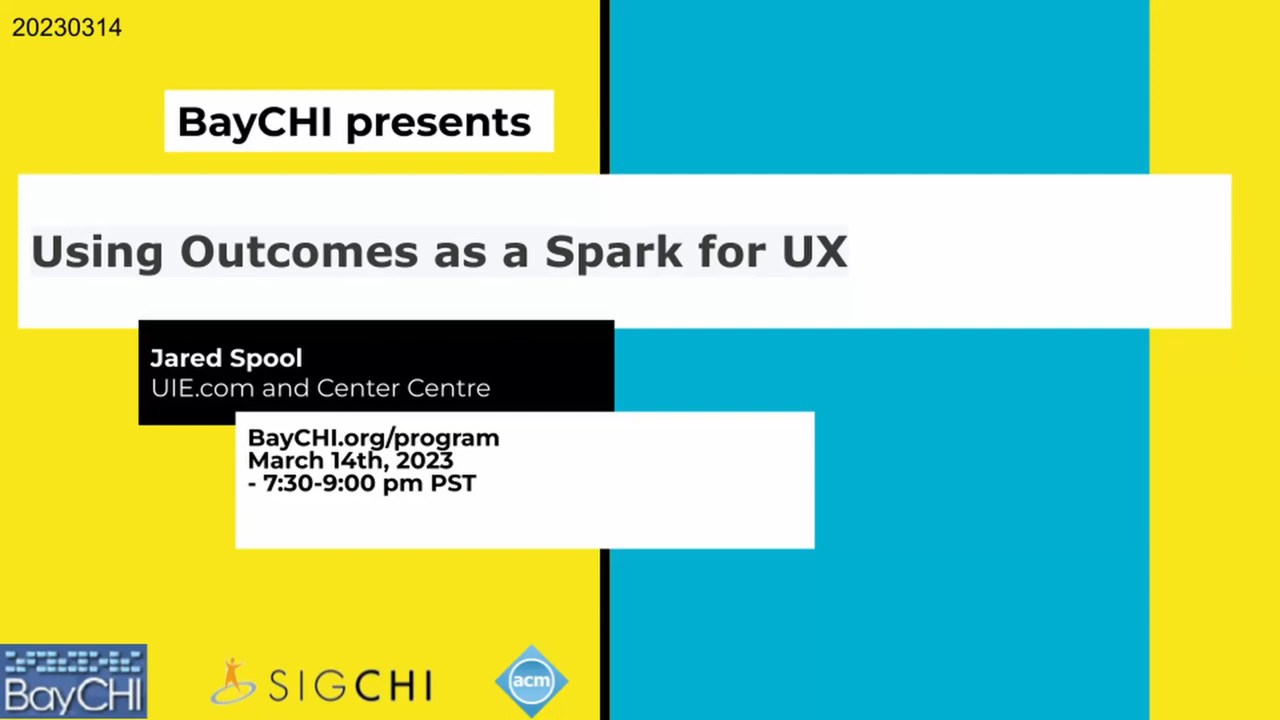 20230314
BayCHI presents
Using Outcomes as a Spark for UX
Jared Spool
UIE.com and Center Centre
BayCHI.org/program
March 14th, 2023
- 7:30-9:00 pm PST
BayCHI
SIGCHI
acm